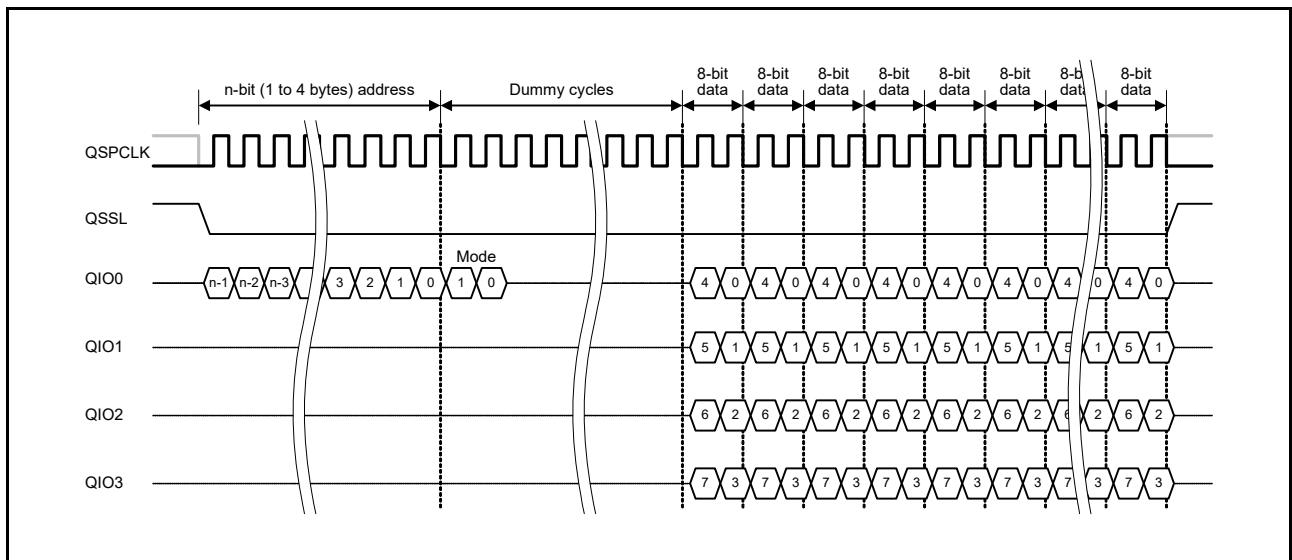 8-bit 8-bit 8-bit 8-bit 8-bit 8-bit 8-b 8-bit
n-bit (1 to 4 bytes) address Dummy cycles data data data data data data data
QSPCLK
QSSL
Mode
QIO0 n-1 n-2 n-3 3 2 1 0 1 0 4 0 4 0 4 0 4 0 4 0 4 0 4 0 4 0
QIO1 5 1 5 1 5 1 5 1 5 1 5 1 5 1 5 1
QIO2 6 2 6 2 6 2 6 2 6 2 6 2 6 2 6 2
QIO3 7 3 7 3 7 3 7 3 7 3 7 3 7 3 7 3